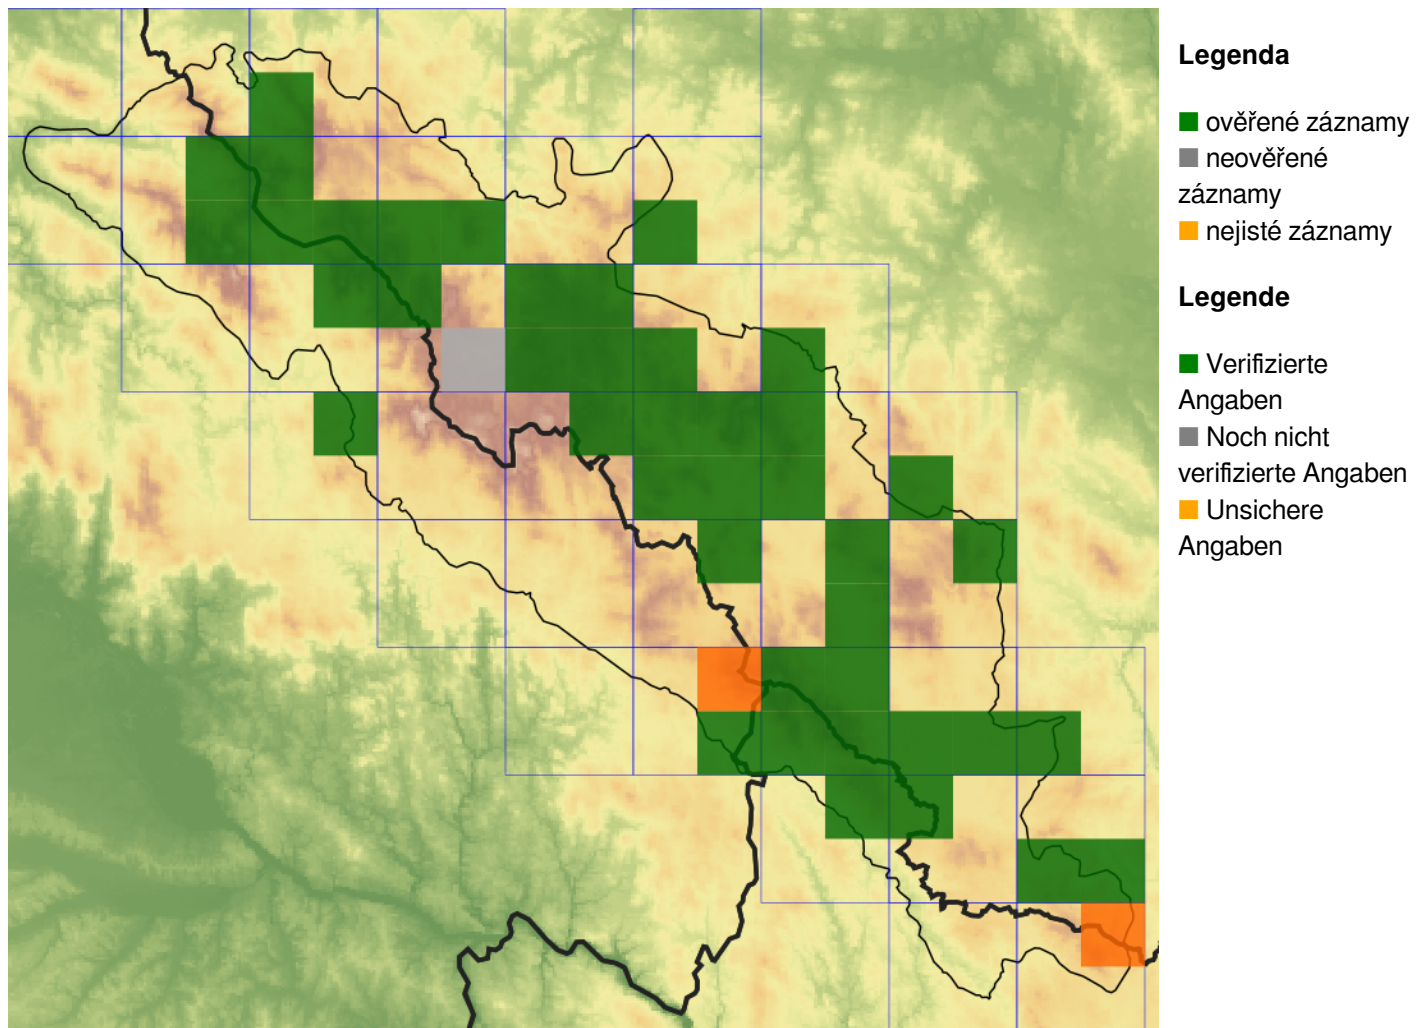 Legenda
ověřené záznamy
neověřené
záznamy
nejisté záznamy
Legende
Verifizierte
Angaben
Noch nicht
verifizierte Angaben
Unsichere
Angaben